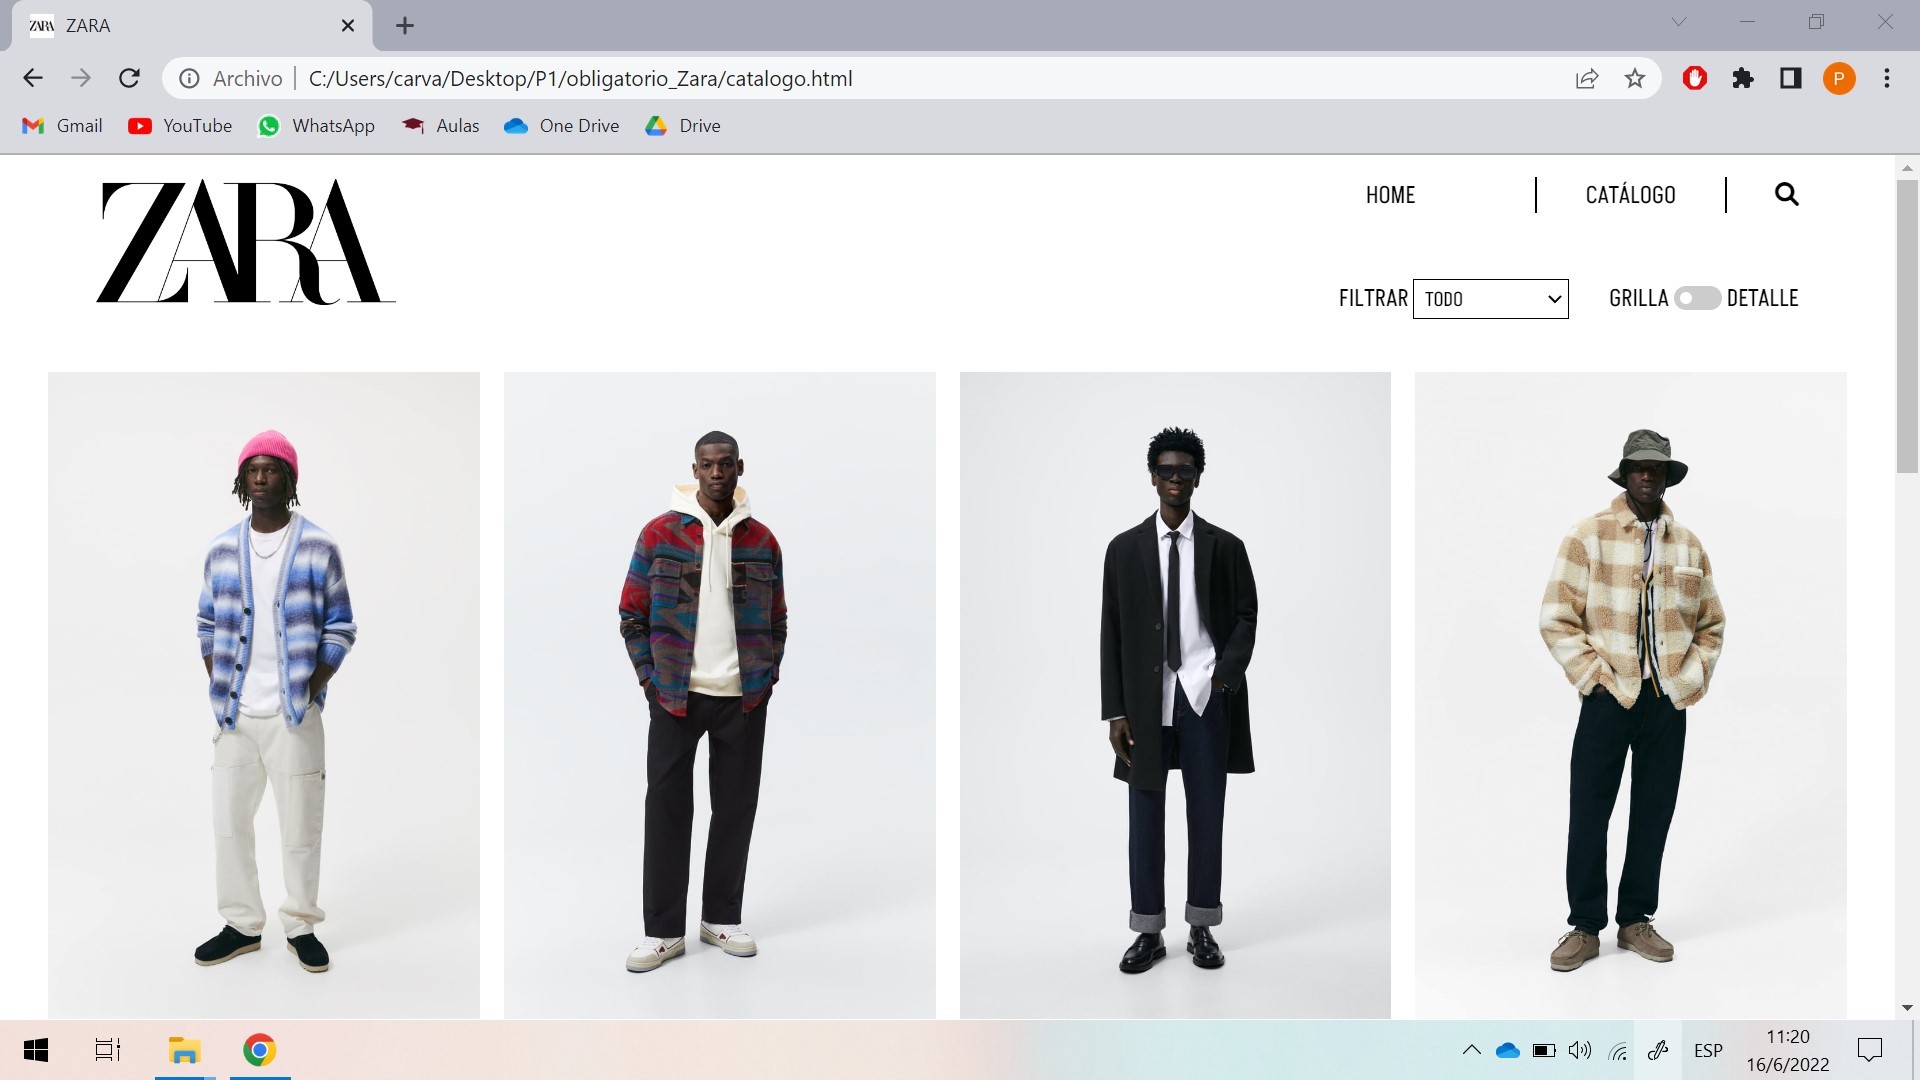 ZARA
ZARA
Archivo C:/Users/carva/Desktop/P1/obligatorio_Zara/catalogo.html
P
Gmail YouTube WhatsApp Aulas One Drive Drive
ZARA
HOME CATÁLOGO
FILTRAR TODO GRILLA DETALLE
ESP
11:20
16/6/2022